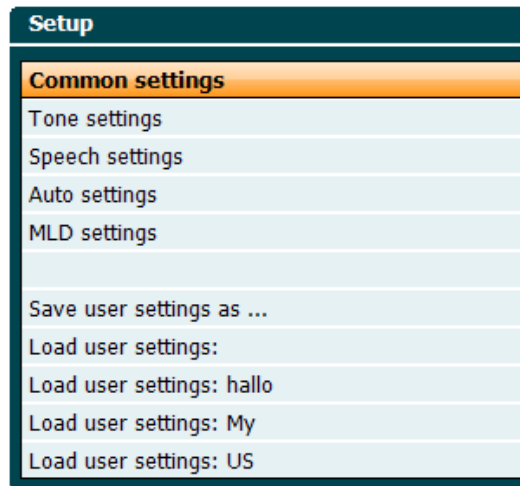 Setup
Common settings
Tone settings
Speech settings
Auto settings
MLD settings
Save user settings as ...
Load user settings:
Load user settings: hallo
Load user settings: My
Load user settings: US